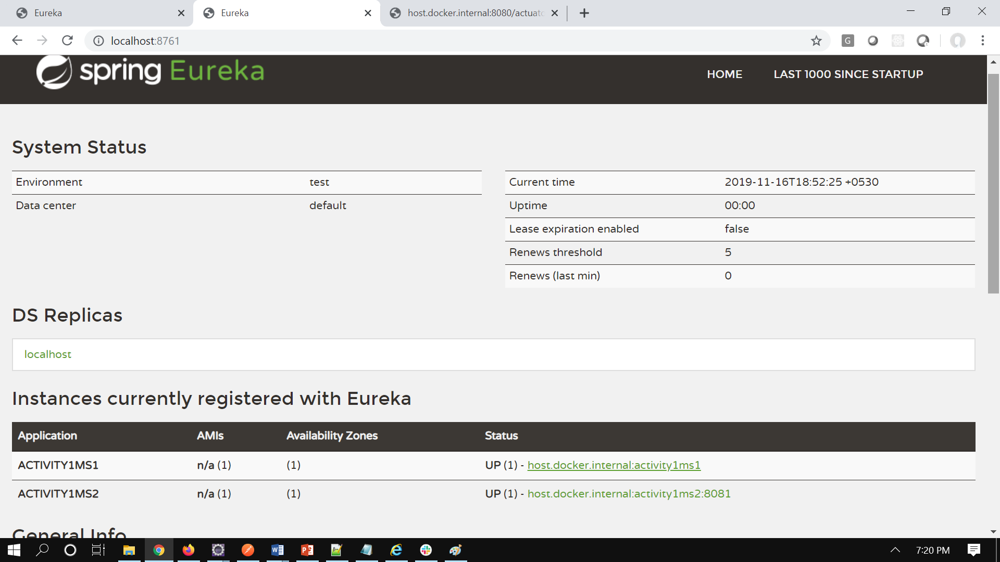 Eureka
Eureka
host.docker.internal:8080/actuat
localhost:8761
spring Eureka
HOME
LAST 1000 SINCE STARTUP
System Status
Environment test
Data center default
Current time 2019-11-16T18:52:25 +0530
Uptime 00:00
Lease expiration enabled false
Renews threshold 5
Renews (last min) 0
DS Replicas
localhost
Instances currently registered with Eureka
Application AMIs Availability Zones Status
ACTIVITY1MS1 n/a (1) (1) UP (1) - host.docker.internal:activity1ms1
ACTIVITY1MS2 n/a (1) (1) UP (1) - host.docker.internal:activity1ms2:8081
General Info
7:20 PM